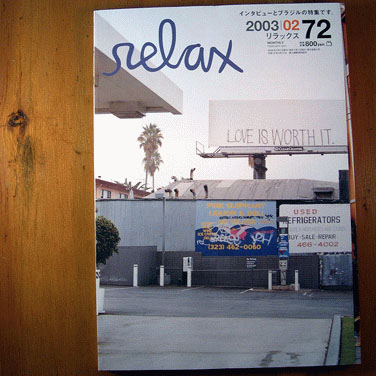 インタビューとブラジルの特集です。
relax
2003 | 02
72
リラックス
800yen
LOVE IS WORTH IT.
(323) 462-0060
USED
REFRIGERATORS
BUY-SALE-REPAIR
466-4002